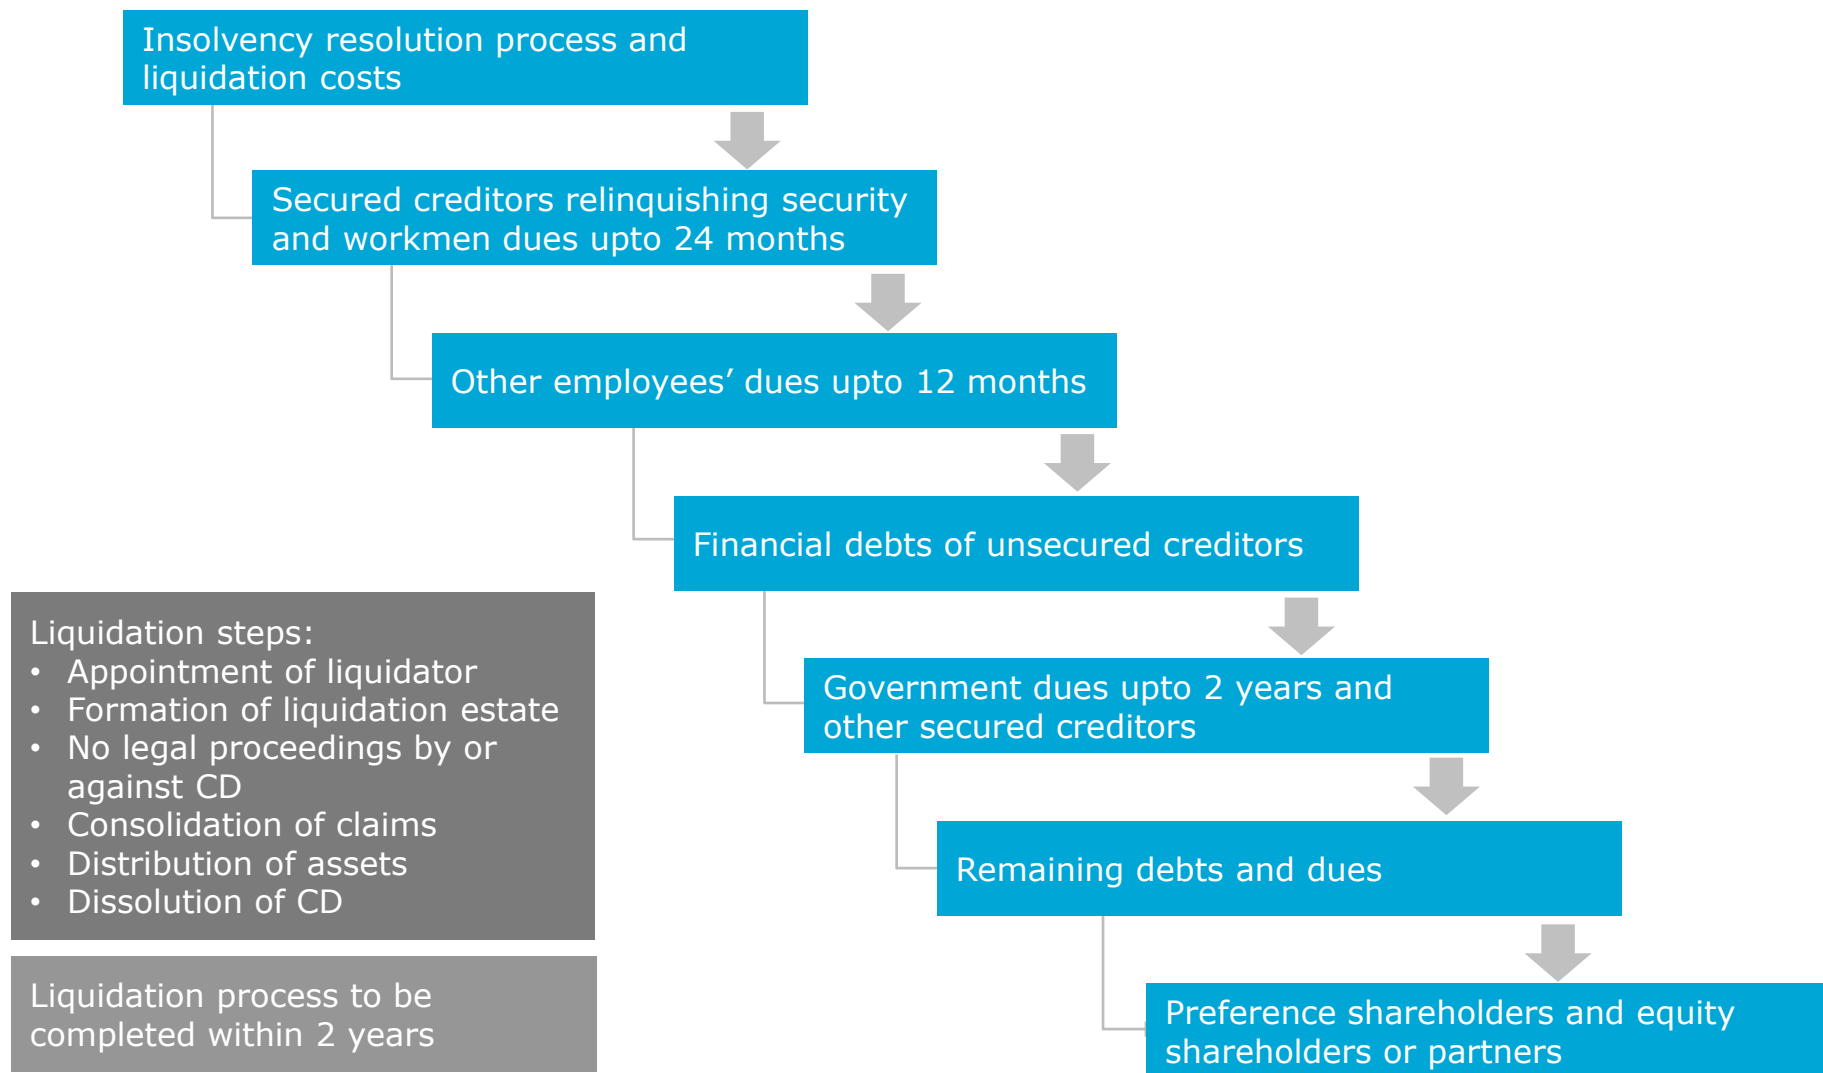 Insolvency resolution process and
liquidation costs
Secured creditors relinquishing security
and workmen dues upto 24 months
Other employees’ dues upto 12 months
Financial debts of unsecured creditors
Government dues upto 2 years and
other secured creditors
Remaining debts and dues
Preference shareholders and equity
shareholders or partners
Liquidation steps:
• Appointment of liquidator
• Formation of liquidation estate
• No legal proceedings by or
against CD
• Consolidation of claims
• Distribution of assets
• Dissolution of CD
Liquidation process to be
completed within 2 years